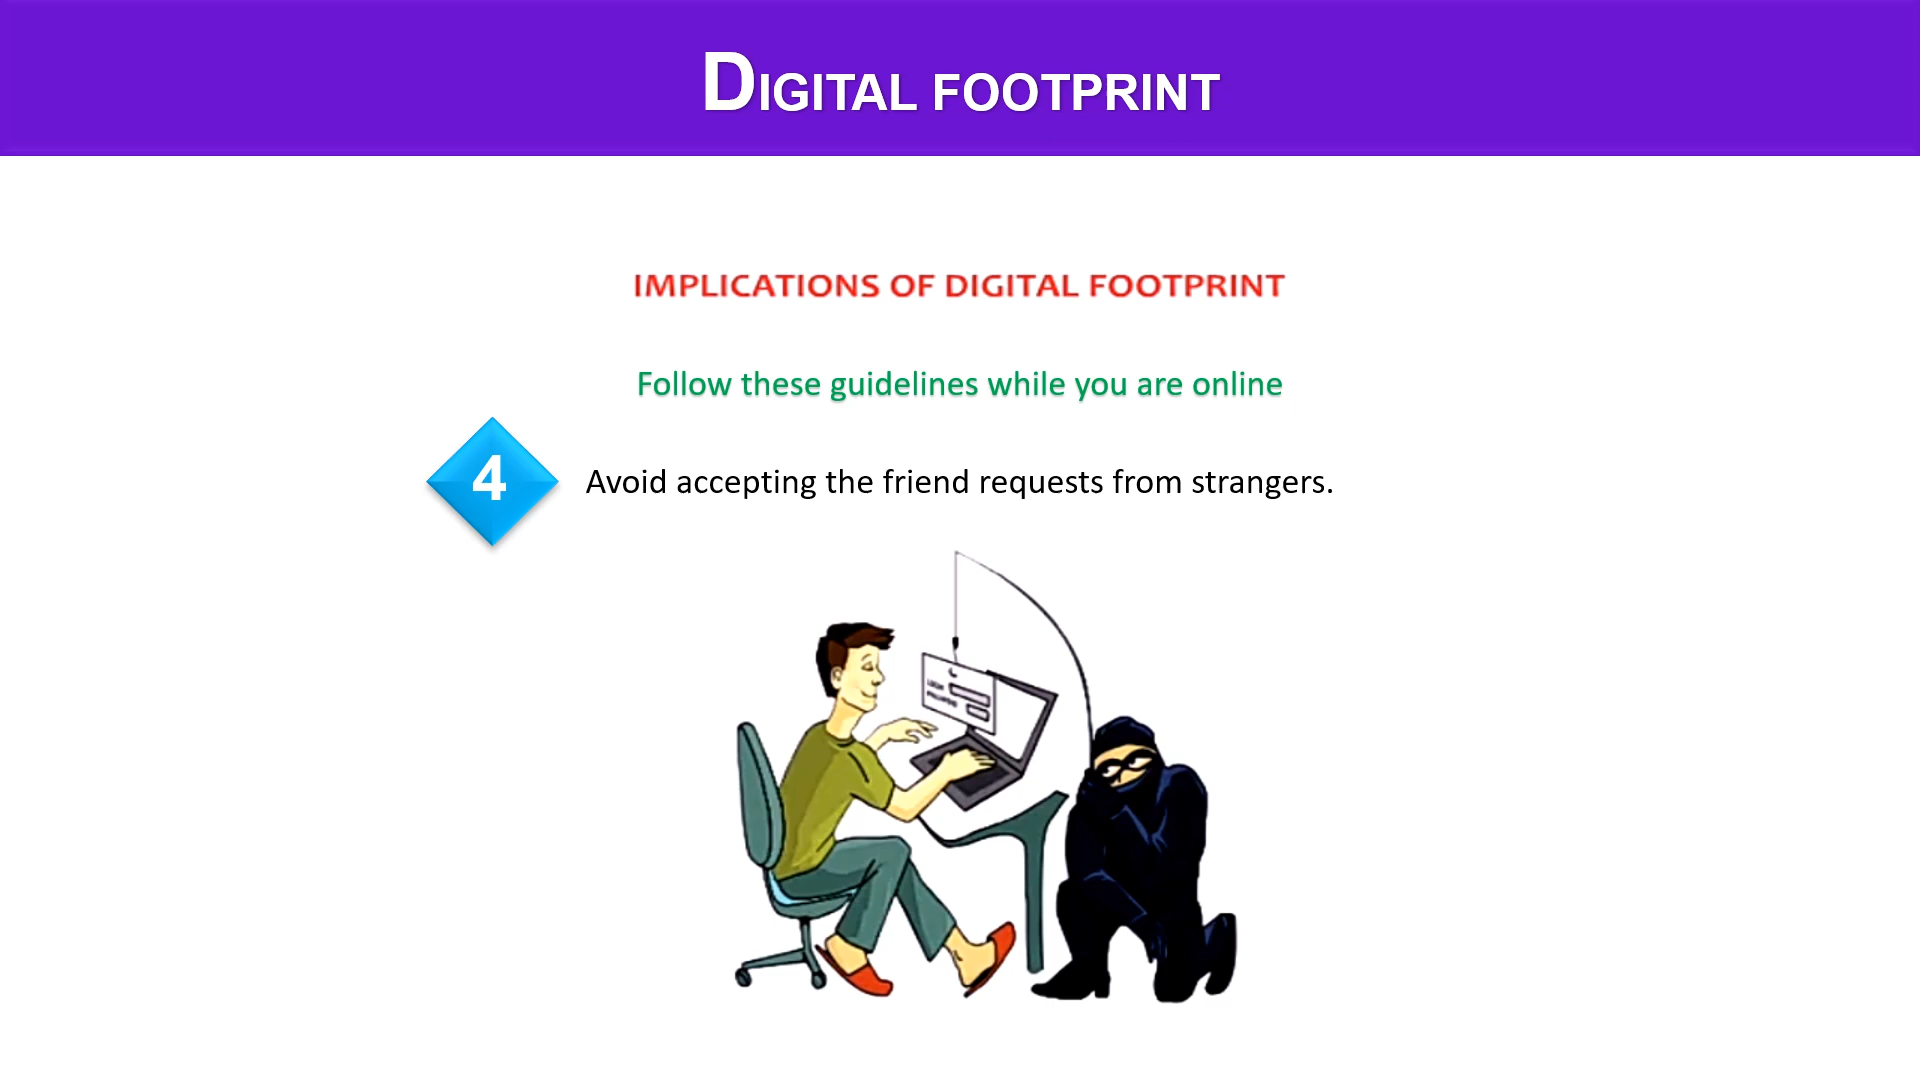 DIGITAL FOOTPRINT
IMPLICATIONS OF DIGITAL FOOTPRINT
Follow these guidelines while you are online
4 Avoid accepting the friend requests from strangers.